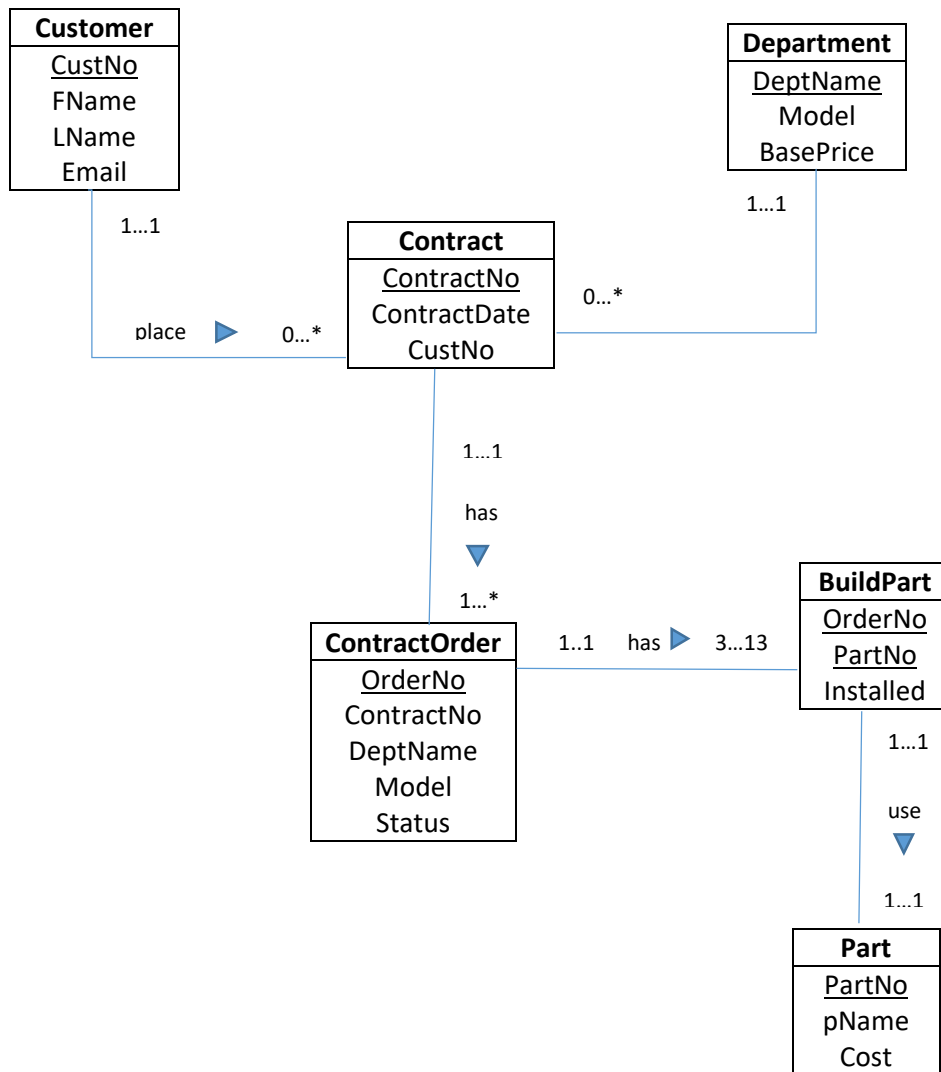 Customer
CustNo
FName
LName
Email
Department
DeptName
Model
BasePrice
1...1
1...1
Contract
ContractNo
ContractDate
CustNo
0...*
place
0...*
1...1
has
1...*
ContractOrder
OrderNo
ContractNo
DeptName
Model
Status
1..1 has 3...13
BuildPart
OrderNo
PartNo
Installed
1...1
use
1...1
Part
PartNo
pName
Cost